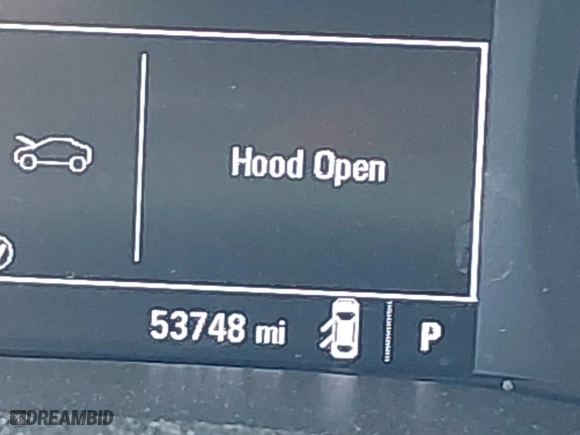 Hood Open
53748 mi
P
DREAMBID